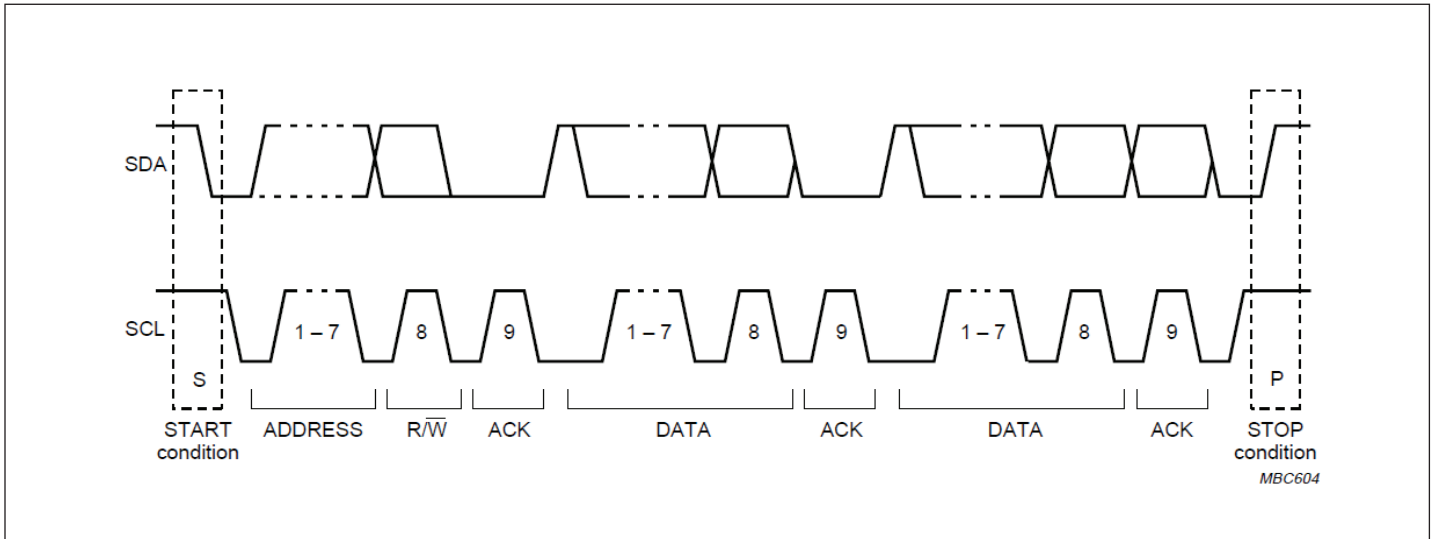 SDA
SCL
1 – 7 8 9 1 – 7 8 9 1 – 7 8 9
S P
START condition ADDRESS R/W̅ ACK DATA ACK DATA ACK STOP condition
MBC604